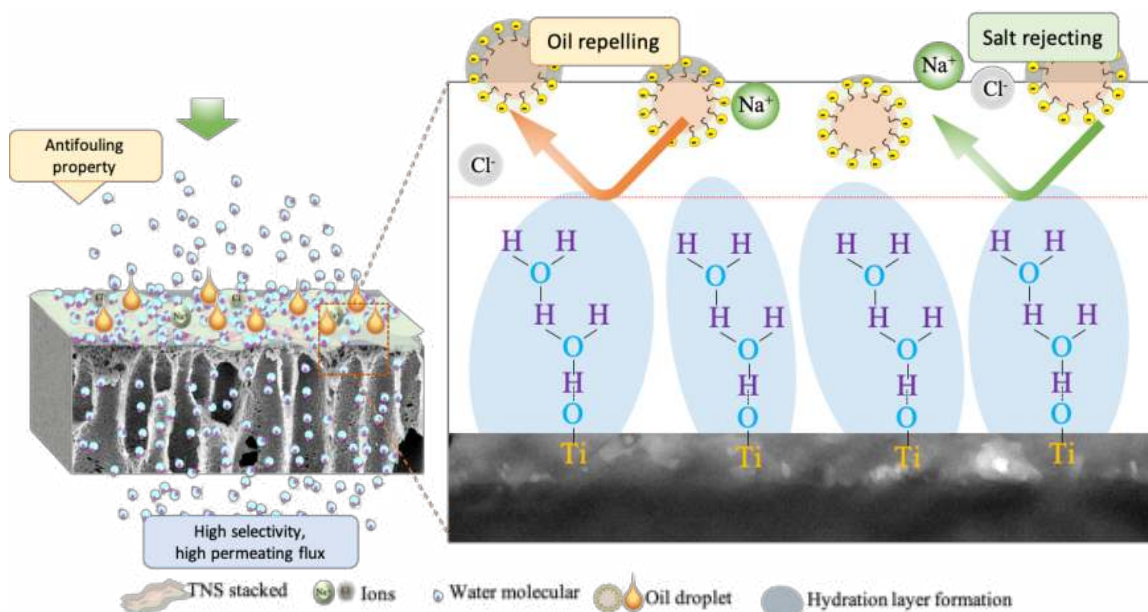 Oil repelling
Salt rejecting
Na⁺
Na⁺
Cl⁻
Cl⁻
Antifouling
property
H H
O
H H
O
H
O
Ti
H H
O
H H
O
H
O
Ti
H H
O
H H
O
H
O
Ti
H H
O
H H
O
H
O
Ti
High selectivity,
high permeating flux
TNS stacked
Ions
Water molecular
Oil droplet
Hydration layer formation